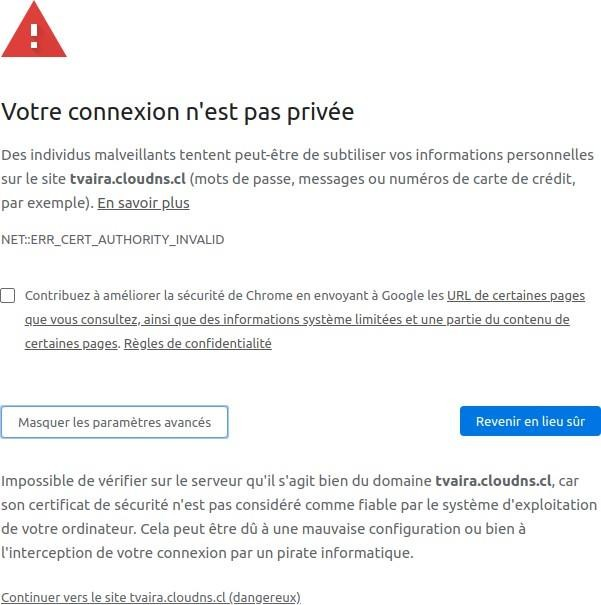 Votre connexion n'est pas privée
Des individus malveillants tentent peut-être de subtiliser vos informations personnelles
sur le site tvaira.cloudns.cl (mots de passe, messages ou numéros de carte de crédit,
par exemple). En savoir plus
NET::ERR_CERT_AUTHORITY_INVALID
Contribuez à améliorer la sécurité de Chrome en envoyant à Google les URL de certaines pages
que vous consultez, ainsi que des informations système limitées et une partie du contenu de
certaines pages. Règles de confidentialité
Masquer les paramètres avancés
Revenir en lieu sûr
Impossible de vérifier sur le serveur qu'il s'agit bien du domaine tvaira.cloudns.cl, car
son certificat de sécurité n'est pas considéré comme fiable par le système d'exploitation
de votre ordinateur. Cela peut être dû à une mauvaise configuration ou bien à
l'interception de votre connexion par un pirate informatique.
Continuer vers le site tvaira.cloudns.cl (dangereux)